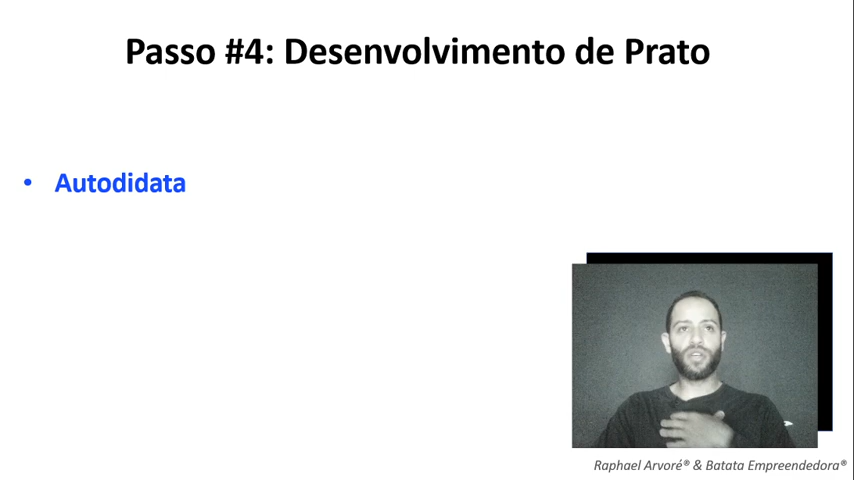 Passo #4: Desenvolvimento de Prato
• Autodidata
Raphael Arvoré® & Batata Empreendedora®